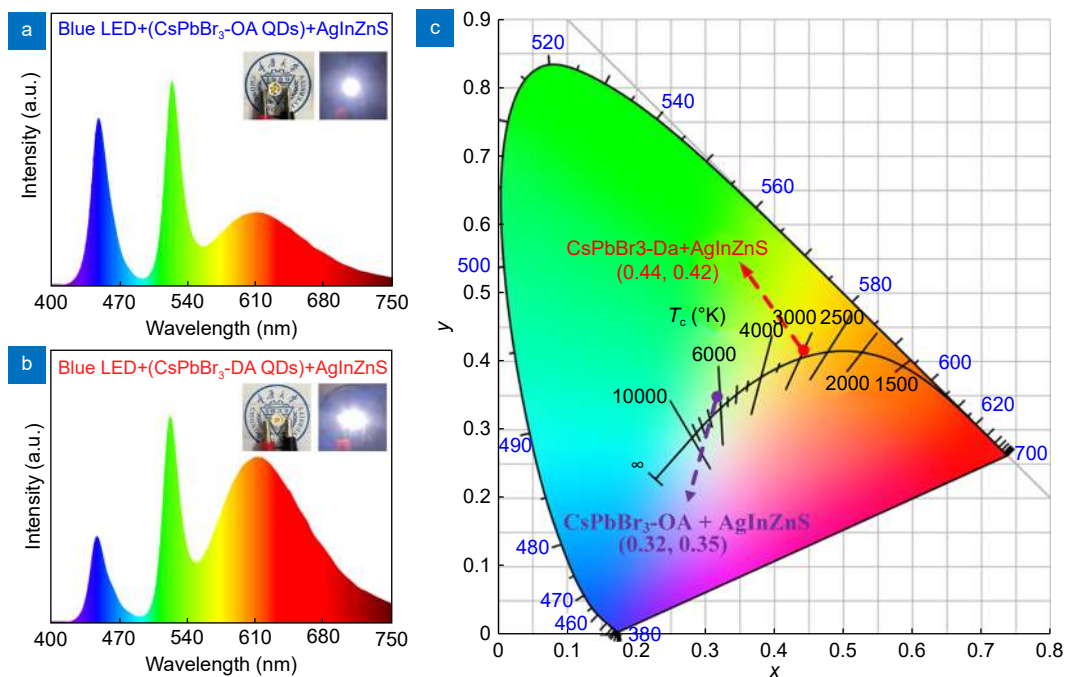 a
Blue LED+(CsPbBr₃-OA QDs)+AgInZnS
Intensity (a.u.)
400 470 540 610 680 750
Wavelength (nm)
b
Blue LED+(CsPbBr₃-DA QDs)+AgInZnS
Intensity (a.u.)
400 470 540 610 680 750
Wavelength (nm)
c
0.9
0.8
0.7
0.6
0.5
0.4
0.3
0.2
0.1
0
y
520
540
560
580
600
620
700
500
490
480
470
460
380
CsPbBr3-Da+AgInZnS
(0.44, 0.42)
Tc (°K)
3000 2500
4000
6000
2000 1500
10000
∞
CsPbBr₃-OA + AgInZnS
(0.32, 0.35)
0 0.1 0.2 0.3 0.4 0.5 0.6 0.7 0.8
x